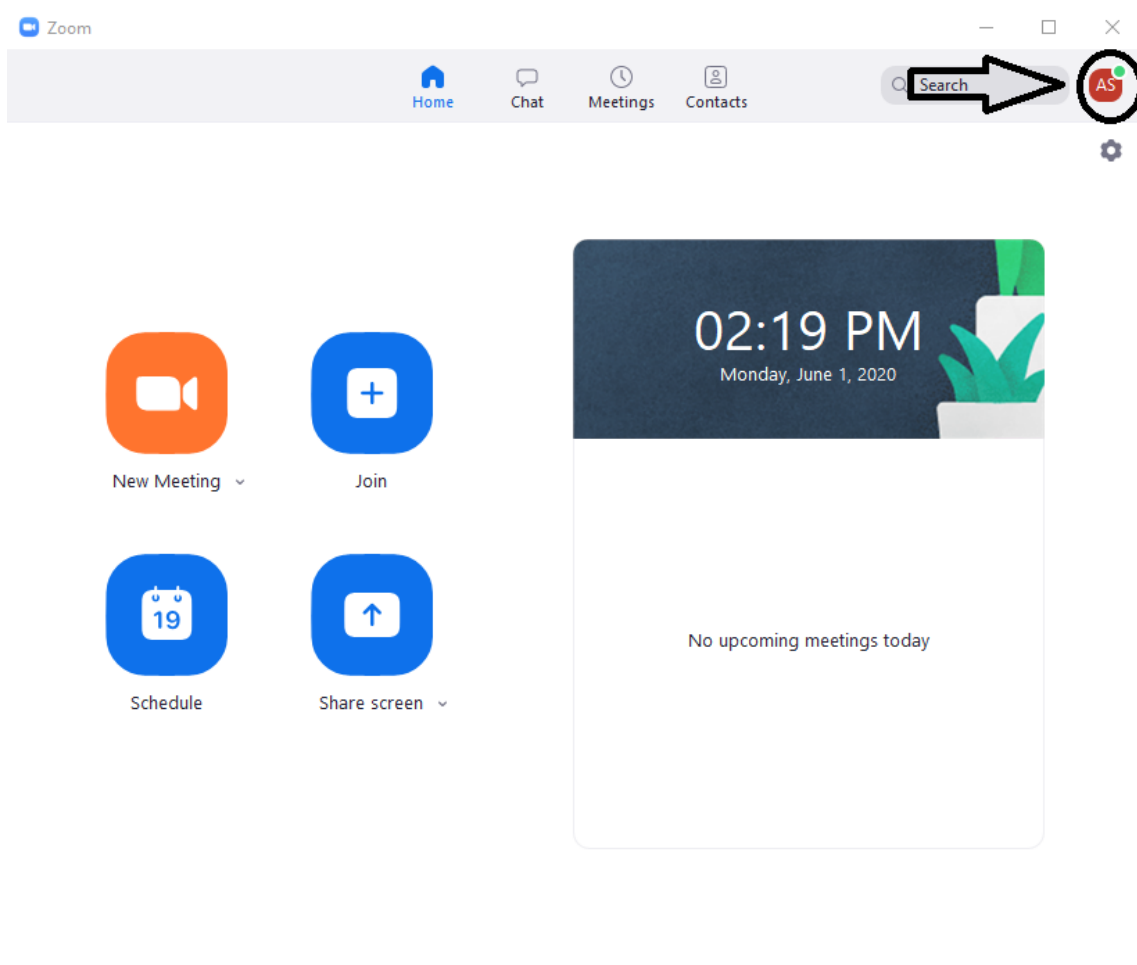 Zoom
Home
Chat
Meetings
Contacts
Search
AS
02:19 PM
Monday, June 1, 2020
New Meeting
Join
19
Schedule
Share screen
No upcoming meetings today